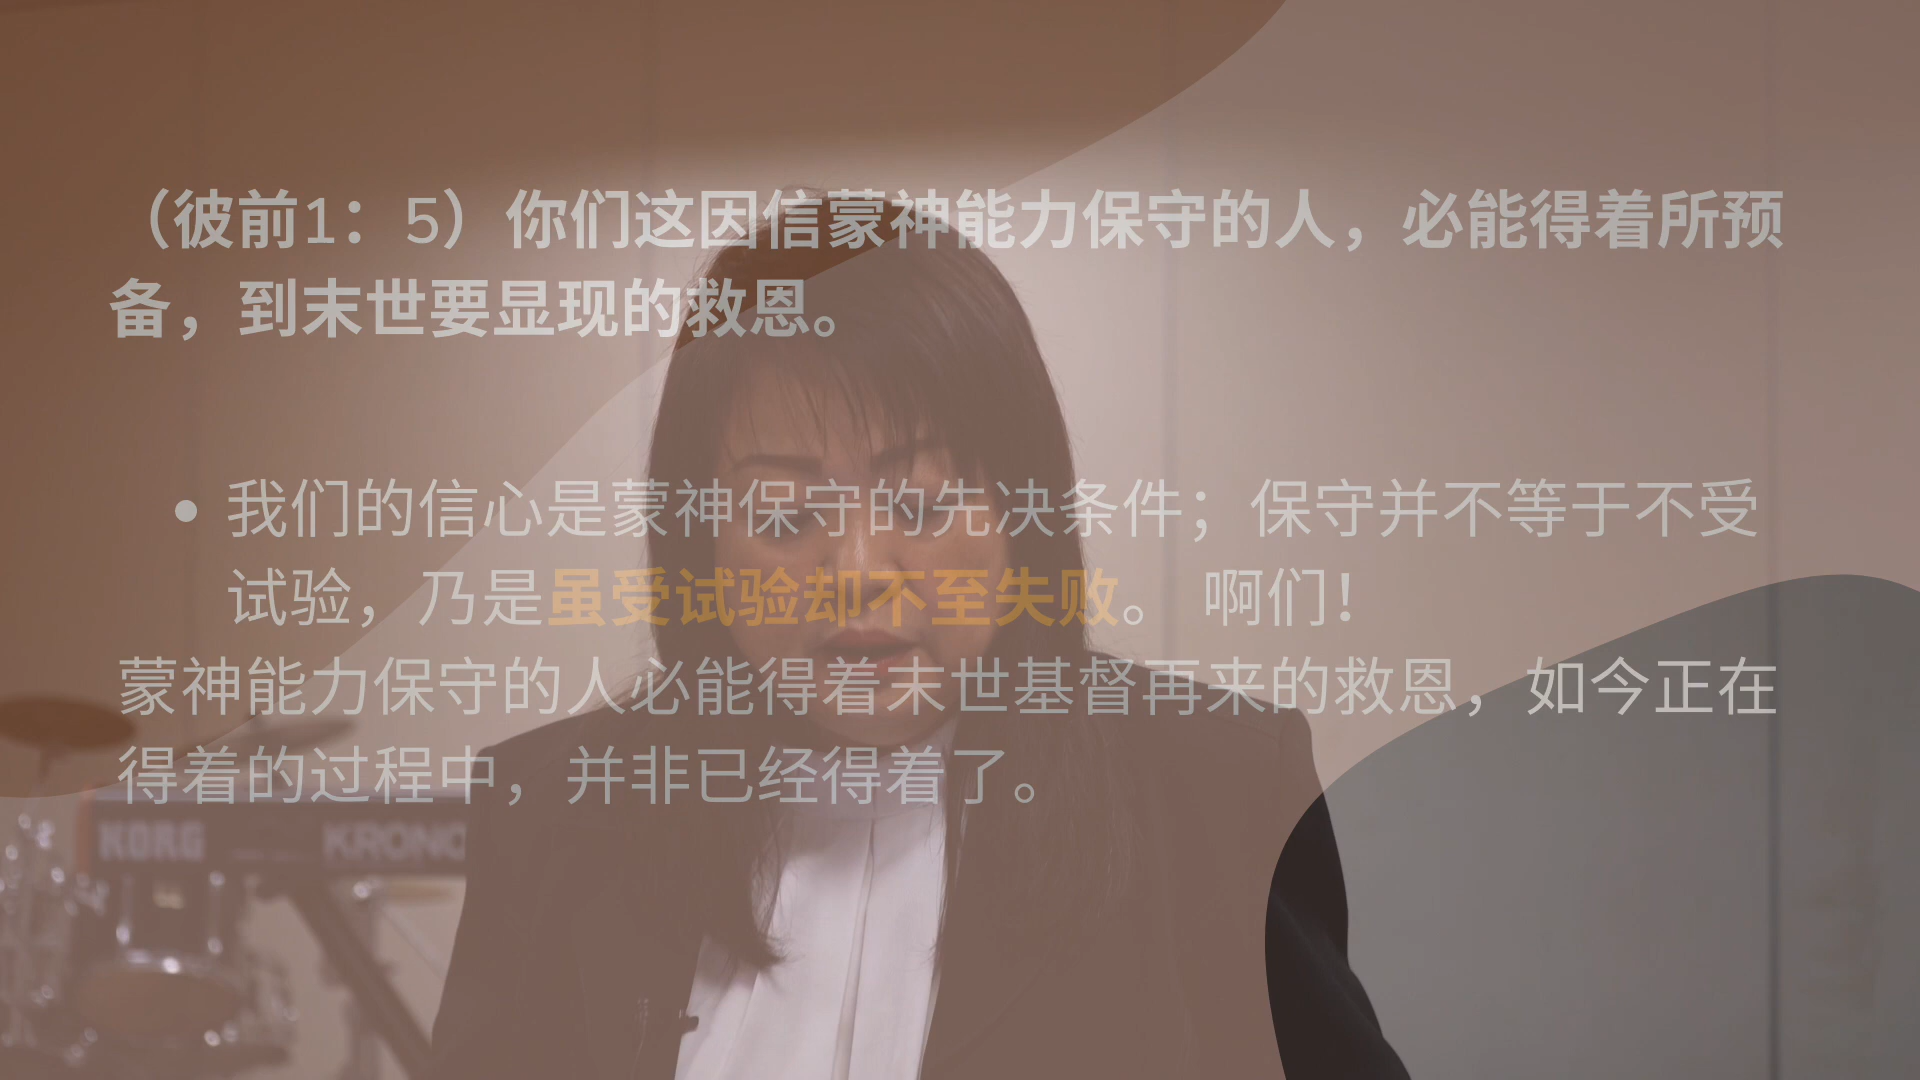 （彼前1：5）你们这因信蒙神能力保守的人，必能得着所预
备，到末世要显现的救恩。
•我们的信心是蒙神保守的先决条件；保守并不等于不受
试验，乃是虽受试验却不至失败。 啊们！
蒙神能力保守的人必能得着末世基督再来的救恩，如今正在
得着的过程中，并非已经得着了。
KORG KRONO